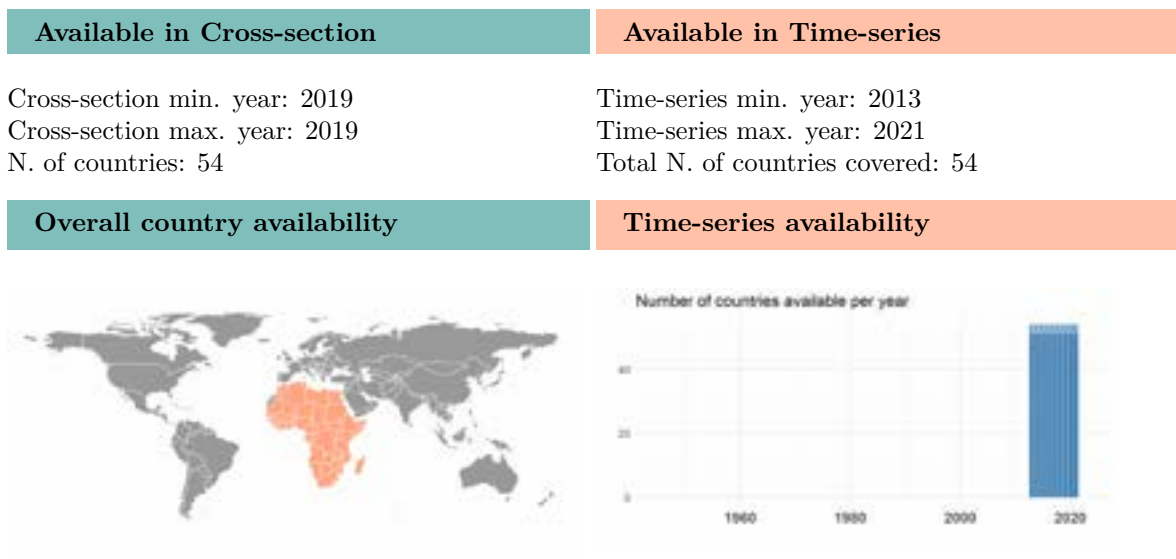 Available in Cross-section
Available in Time-series
Cross-section min. year: 2019
Cross-section max. year: 2019
N. of countries: 54
Time-series min. year: 2013
Time-series max. year: 2021
Total N. of countries covered: 54
Overall country availability
Time-series availability
Number of countries available per year
40
20
0
1960
1980
2000
2020